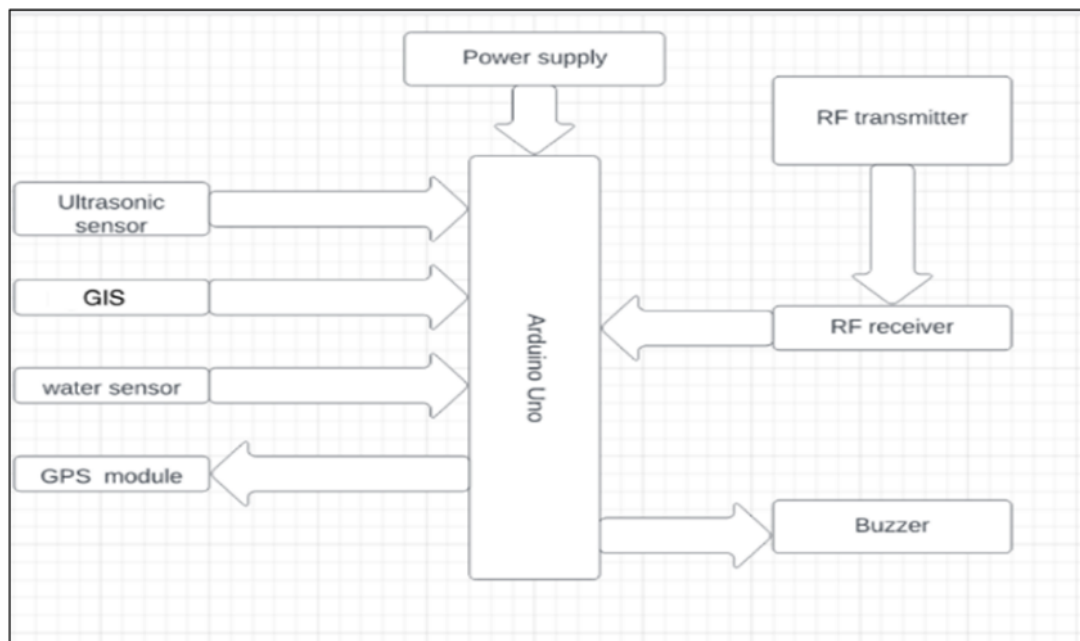 Power supply
RF transmitter
Ultrasonic
sensor
GIS
RF receiver
Arduino Uno
water sensor
GPS module
Buzzer